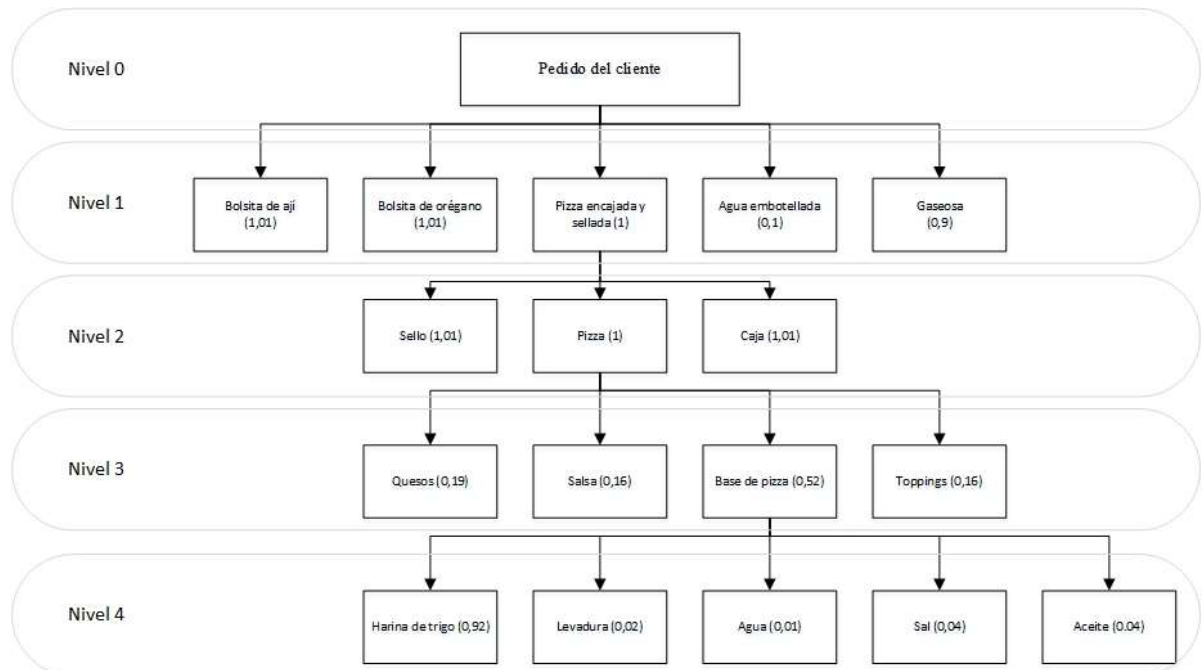 Nivel 0
Pedido del cliente
Nivel 1
Bolsita de ají
(1,01)
Bolsita de orégano
(1,01)
Pizza encajada y
sellada (1)
Agua embotellada
(0,1)
Gaseosa
(0,9)
Nivel 2
Sello (1,01)
Pizza (1)
Caja (1,01)
Nivel 3
Quesos (0,19)
Salsa (0,16)
Base de pizza (0,52)
Toppings (0,16)
Nivel 4
Harina de trigo (0,92)
Levadura (0,02)
Agua (0,01)
Sal (0,04)
Aceite (0.04)